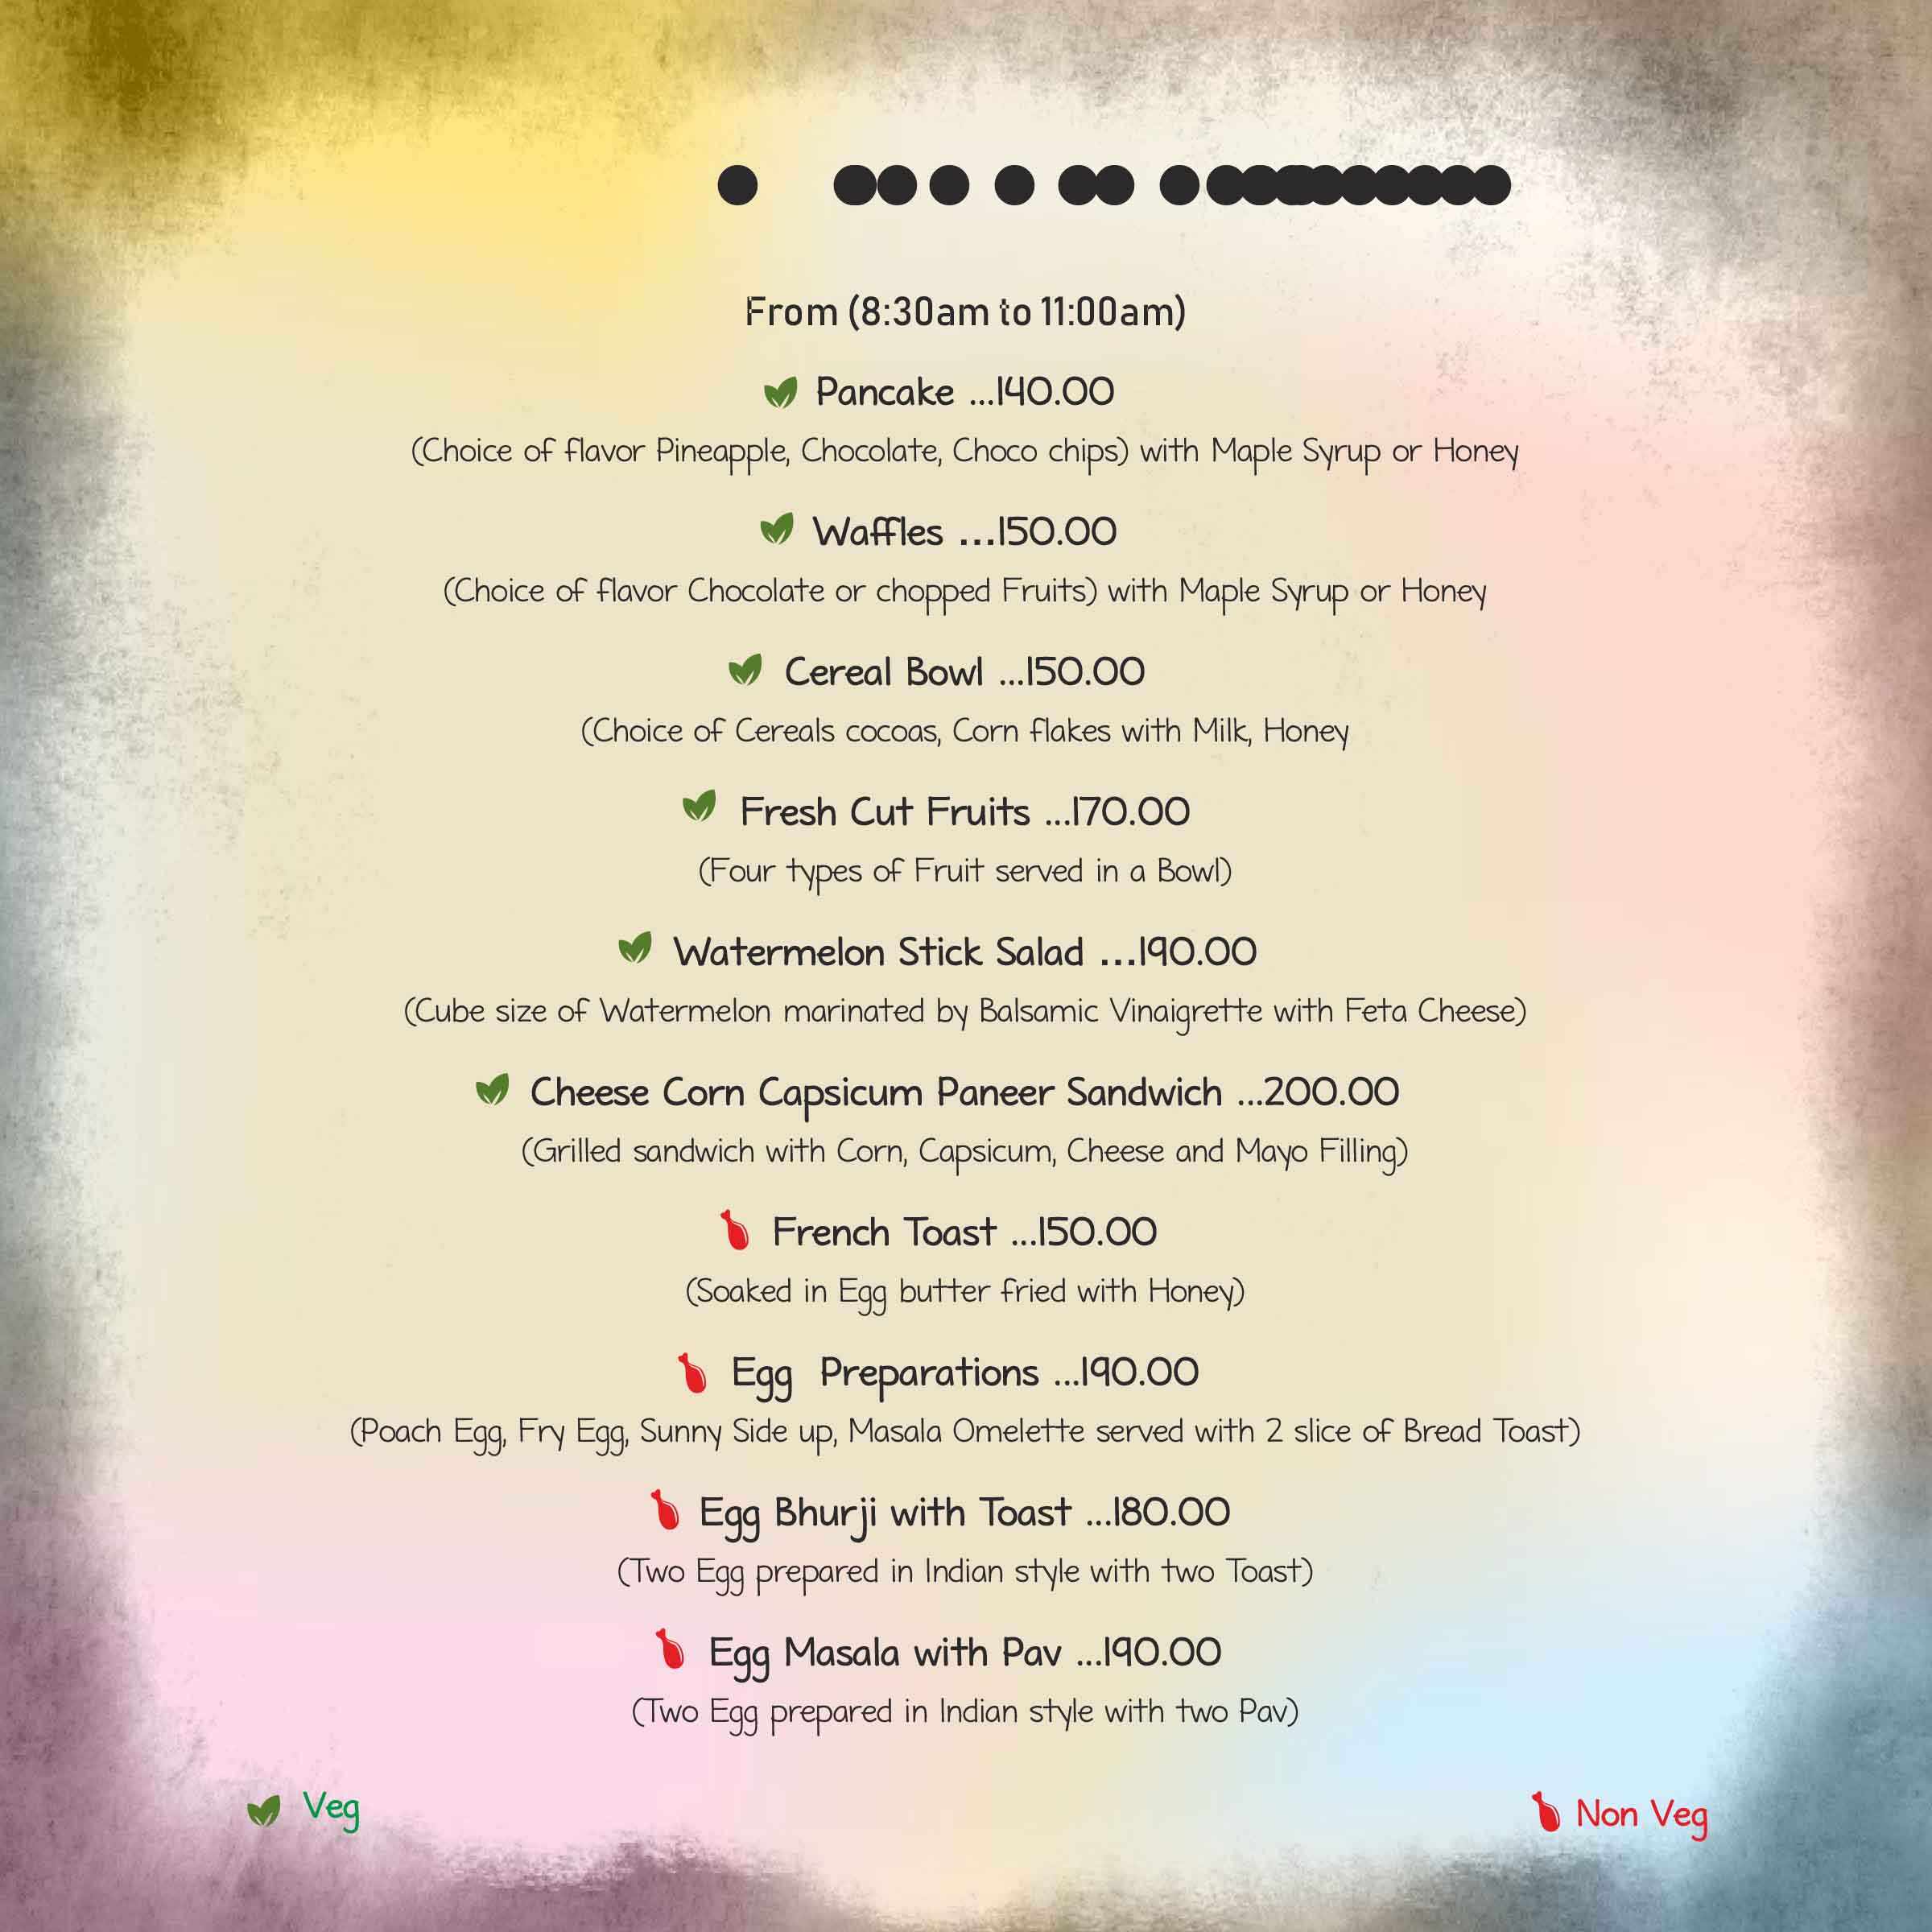 From (8:30am to 11:00am)
Pancake ...140.00
(Choice of flavor Pineapple, Chocolate, Choco chips) with Maple Syrup or Honey
Waffles ...150.00
(Choice of flavor Chocolate or chopped Fruits) with Maple Syrup or Honey
Cereal Bowl ...150.00
(Choice of Cereals cocoas, Corn flakes with Milk, Honey
Fresh Cut Fruits ...170.00
(Four types of Fruit served in a Bowl)
Watermelon Stick Salad ...190.00
(Cube size of Watermelon marinated by Balsamic Vinaigrette with Feta Cheese)
Cheese Corn Capsicum Paneer Sandwich ...200.00
(Grilled sandwich with Corn, Capsicum, Cheese and Mayo Filling)
French Toast ...150.00
(Soaked in Egg butter fried with Honey)
Egg  Preparations ...190.00
(Poach Egg, Fry Egg, Sunny Side up, Masala Omelette served with 2 slice of Bread Toast)
Egg Bhurji with Toast ...180.00
(Two Egg prepared in Indian style with two Toast)
Egg Masala with Pav ...190.00
(Two Egg prepared in Indian style with two Pav)
Veg
Non Veg